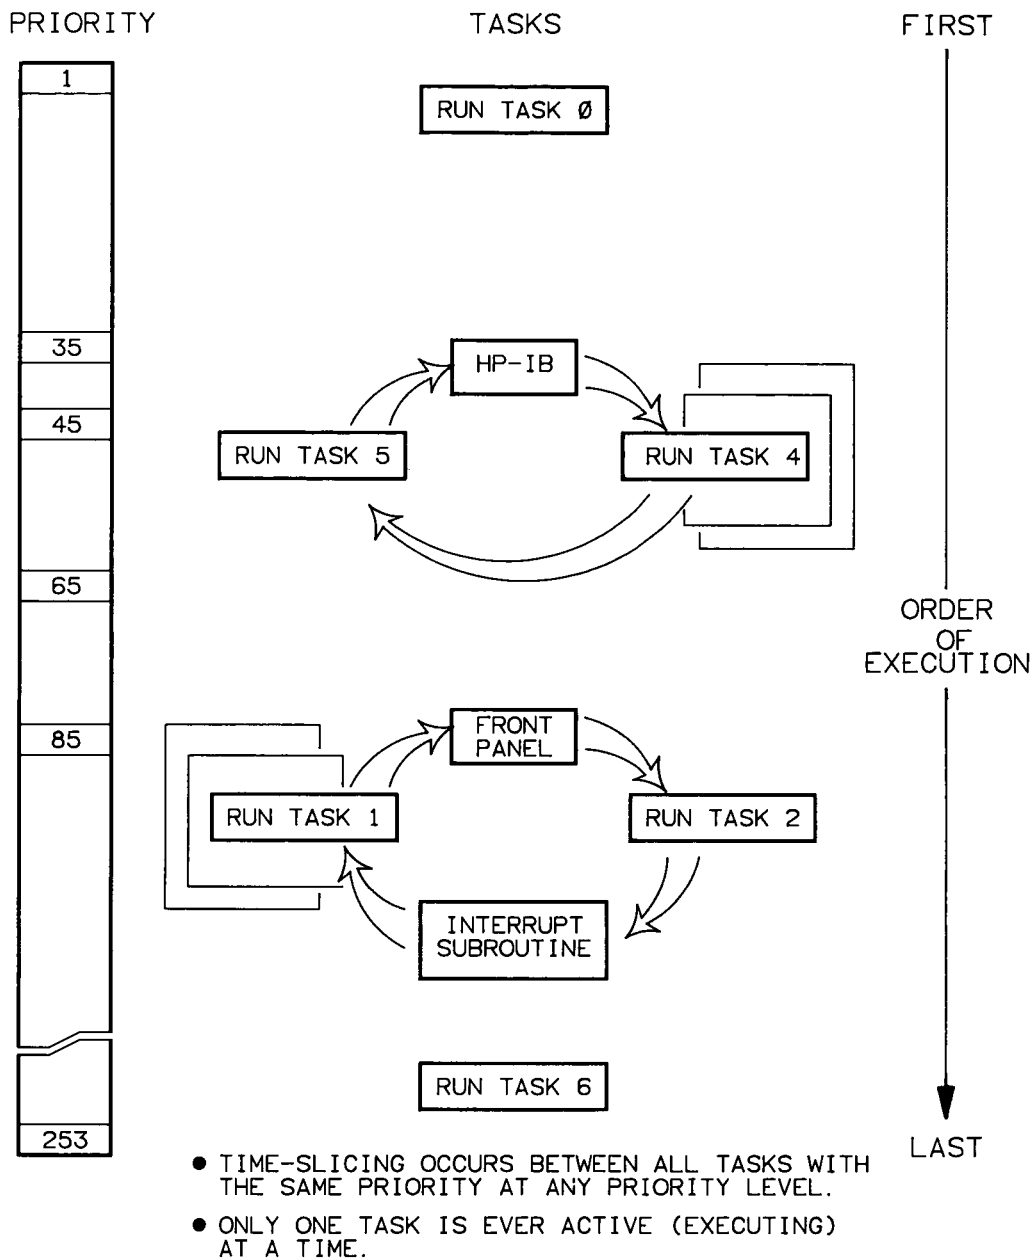 PRIORITY
TASKS
FIRST
1
RUN TASK Ø
35
HP-IB
45
RUN TASK 5
RUN TASK 4
65
ORDER
OF
EXECUTION
85
FRONT
PANEL
RUN TASK 1
RUN TASK 2
INTERRUPT
SUBROUTINE
RUN TASK 6
253
LAST
● TIME-SLICING OCCURS BETWEEN ALL TASKS WITH
THE SAME PRIORITY AT ANY PRIORITY LEVEL.
● ONLY ONE TASK IS EVER ACTIVE (EXECUTING)
AT A TIME.